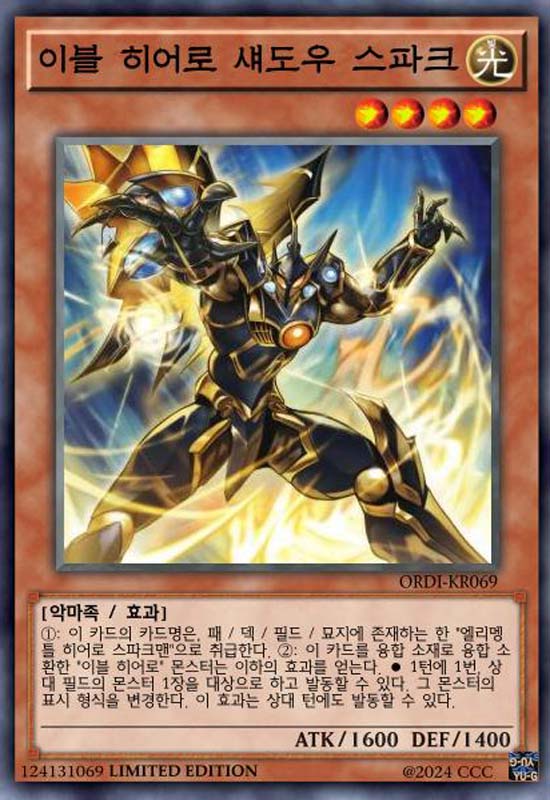 이블 히어로 섀도우 스파크
光
ORDI-KR069
[악마족 / 효과]
①: 이 카드의 카드명은, 패 / 덱 / 필드 / 묘지에 존재하는 한 "엘리멩
틀 히어로 스파크맨"으로 취급한다. ②: 이 카드를 융합 소재로 융합 소
환한 "이블 히어로" 몬스터는 이하의 효과를 얻는다. ● 1턴에 1번, 상
대 필드의 몬스터 1장을 대상으로 하고 발동할 수 있다. 그 몬스터의
표시 형식을 변경한다. 이 효과는 상대 턴에도 발동할 수 있다.
ATK/1600 DEF/1400
124131069 LIMITED EDITION
@2024 CCC